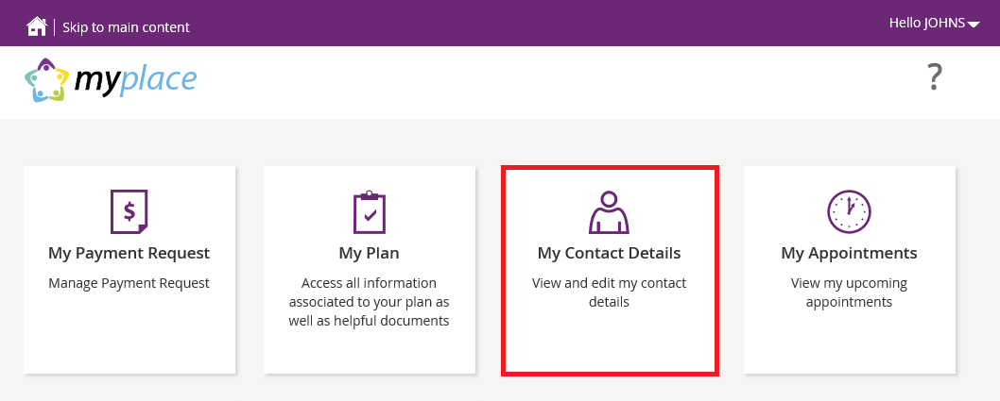 Skip to main content
Hello JOHNS
myplace
?
My Payment Request
Manage Payment Request
My Plan
Access all information
associated to your plan as
well as helpful documents
My Contact Details
View and edit my contact
details
My Appointments
View my upcoming
appointments